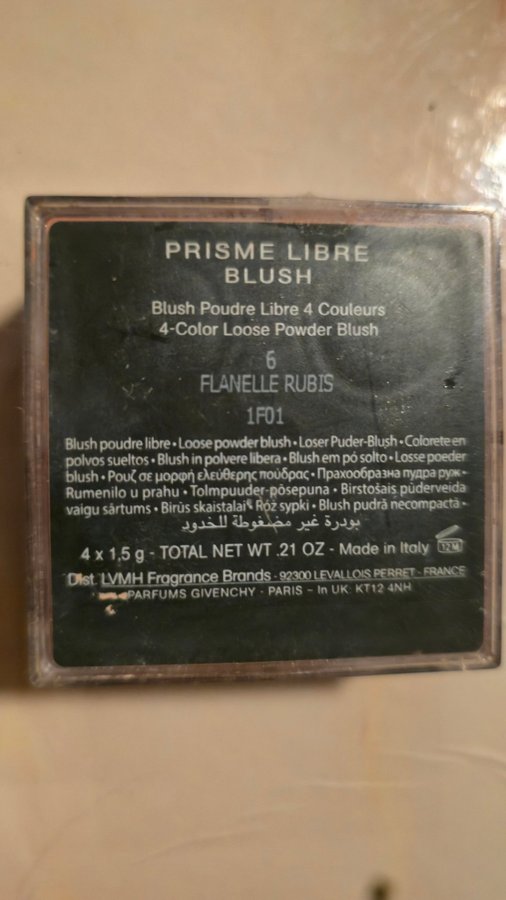 PRISME LIBRE
BLUSH
Blush Poudre Libre 4 Couleurs
4-Color Loose Powder Blush
6
FLANELLE RUBIS
1F01
Blush poudre libre • Loose powder blush • Loser Puder-Blush • Colorete en
polvos sueltos • Blush in polvere libera • Blush em pó solto • Losse poeder
blush • Ρουζ σε μορφή ελεύθερης πούδρας • Прахообразна пудра руж •
Rumenilo u prahu • Tolmpuuder-põsepuna • Birstošais pūderveida
vaigu sārtums • Birūs skaistalai • Róż sypki • Blush pudră necompactă •
بودرة غير مضغوطة للخدود
4 x 1,5 g - TOTAL NET WT .21 OZ - Made in Italy 12M
Dist. LVMH Fragrance Brands - 92300 LEVALLOIS PERRET - FRANCE
PARFUMS GIVENCHY - PARIS - In UK KT12 4NH